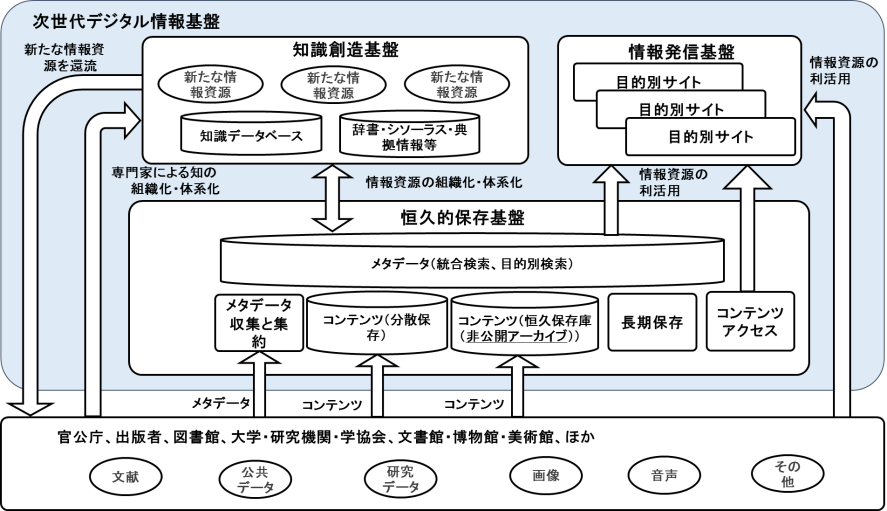 次世代デジタル情報基盤
新たな情報資
源を還流
知識創造基盤
新たな情
報資源
新たな情
報資源
新たな情
報資源
知識データベース
辞書・シソーラス・典
拠情報等
情報発信基盤
目的別サイト
目的別サイト
目的別サイト
情報資源の
利活用
専門家による知の
組織化・体系化
情報資源の組織化・体系化
情報資源の
利活用
恒久的保存基盤
メタデータ(統合検索、目的別検索)
メタデータ
収集と集
約
コンテンツ(分散保
存)
コンテンツ(恒久保存庫
(非公開アーカイブ))
長期保存
コンテンツ
アクセス
メタデータ
コンテンツ
コンテンツ
官公庁、出版者、図書館、大学・研究機関・学協会、文書館・博物館・美術館、ほか
文献
公共
データ
研究
データ
画像
音声
その
他